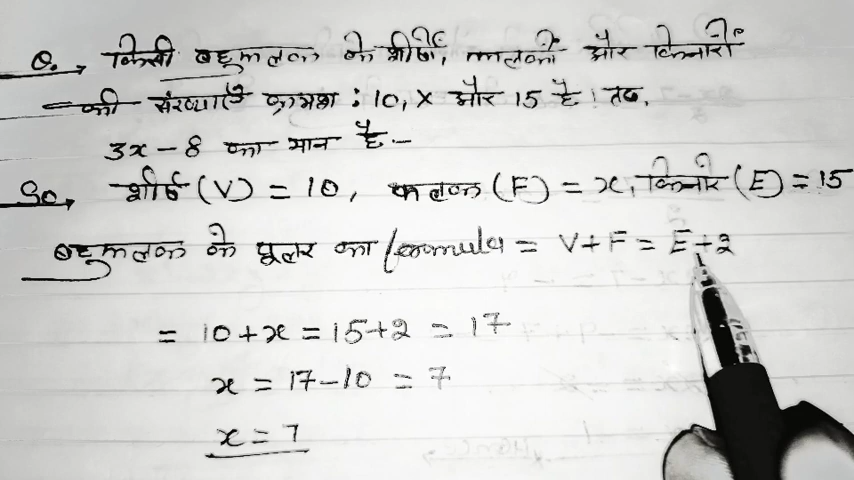 Q. → किसी बहुफलक के शीर्षो, फलकों और किनारों
की संख्याऐ क्रमश : 10, x और 15 है । तब,
3x - 8 का मान है -
So → शीर्ष (V) = 10, फलक (F) = x, किनारे (E) = 15
बहुफलक के यूलर का formula = V + F = E + 2
= 10 + x = 15 + 2 = 17
x = 17 - 10 = 7
x = 7